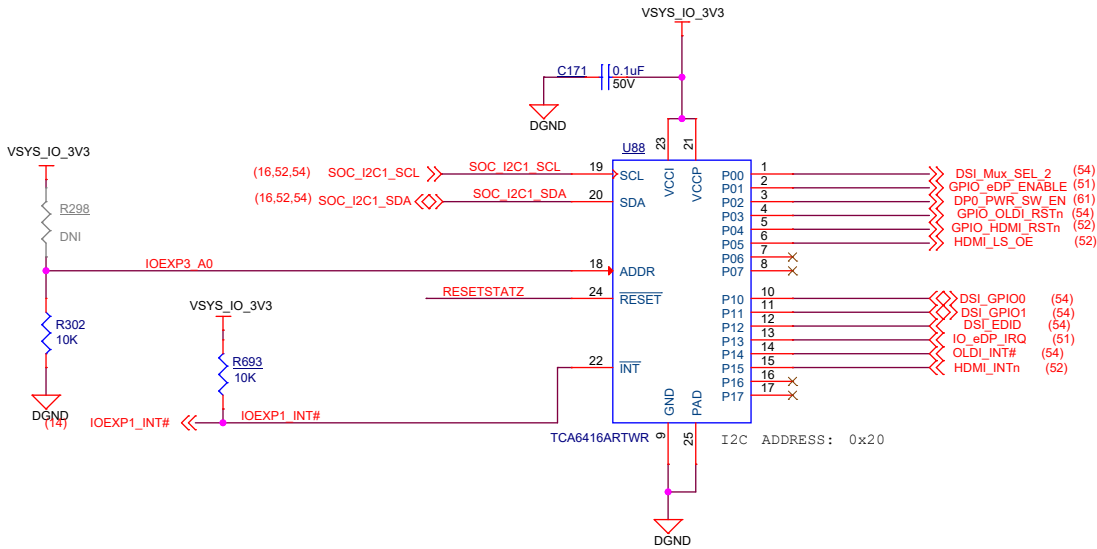 VSYS_IO_3V3
C171
0.1uF
50V
DGND
U88
23
21
VCCI
VCCP
VSYS_IO_3V3
(16,52,54) SOC_I2C1_SCL
SOC_I2C1_SCL
19
SCL
(16,52,54) SOC_I2C1_SDA
SOC_I2C1_SDA
20
SDA
R298
DNI
IOEXP3_A0
18
ADDR
RESETSTATZ
24
RESET
VSYS_IO_3V3
R302
10K
R693
10K
22
INT
DGND
(14) IOEXP1_INT#
IOEXP1_INT#
P00 1 DSI_Mux_SEL_2 (54)
P01 2 GPIO_eDP_ENABLE (51)
P02 3 DP0_PWR_SW_EN (61)
P03 4 GPIO_OLDI_RSTn (54)
P04 5 GPIO_HDMI_RSTn (52)
P05 6 HDMI_LS_OE (52)
P06 7
P07 8
P10 10 DSI_GPIO0 (54)
P11 11 DSI_GPIO1 (54)
P12 12 DSI_EDID (54)
P13 13 IO_eDP_IRQ (51)
P14 14 OLDI_INT# (54)
P15 15 HDMI_INTn (52)
P16 16
P17 17
GND
PAD
9
25
TCA6416ARTWR
I2C ADDRESS: 0x20
DGND